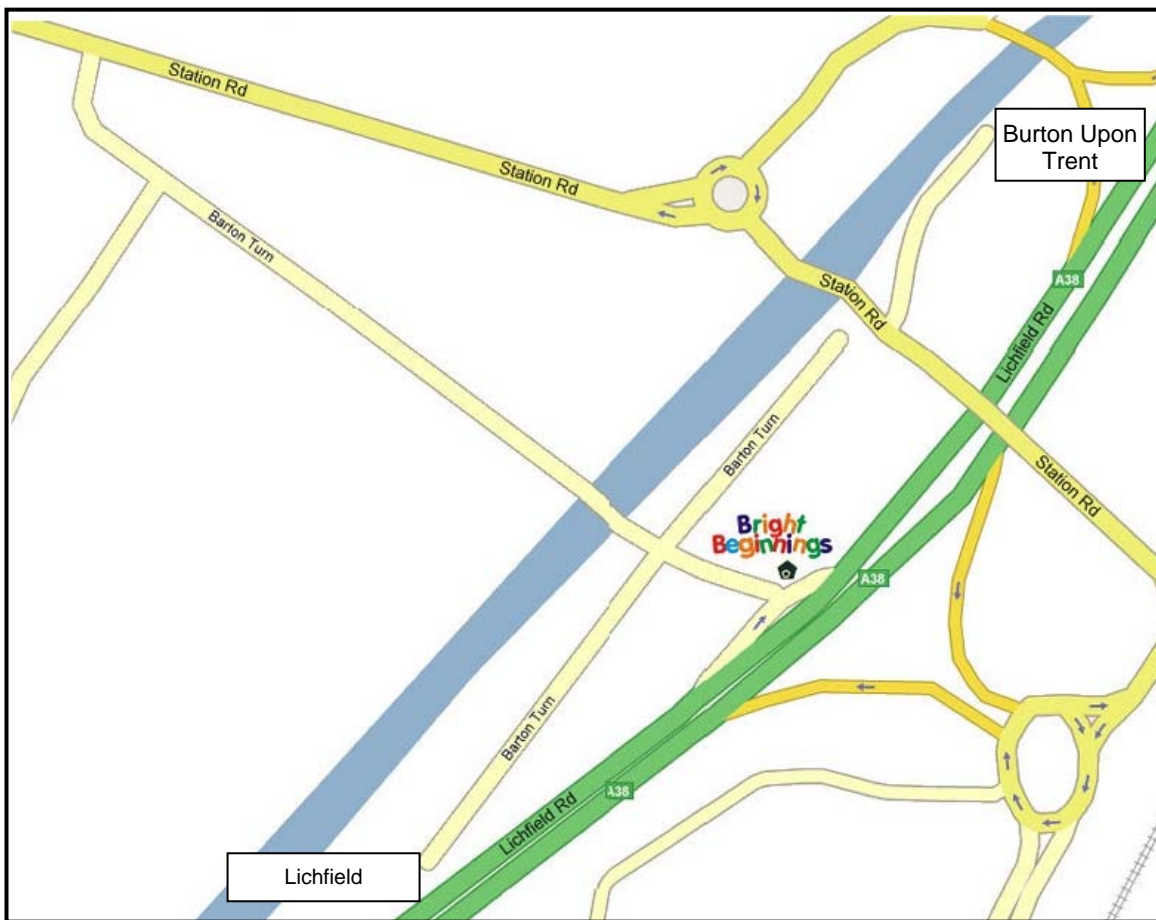 Station Rd
Burton Upon
Trent
Station Rd
Barton Turn
A38
Station Rd
Lichfield Rd
Barton Turn
Station Rd
Bright
Beginnings
A38
Barton Turn
A38
Lichfield Rd
Lichfield